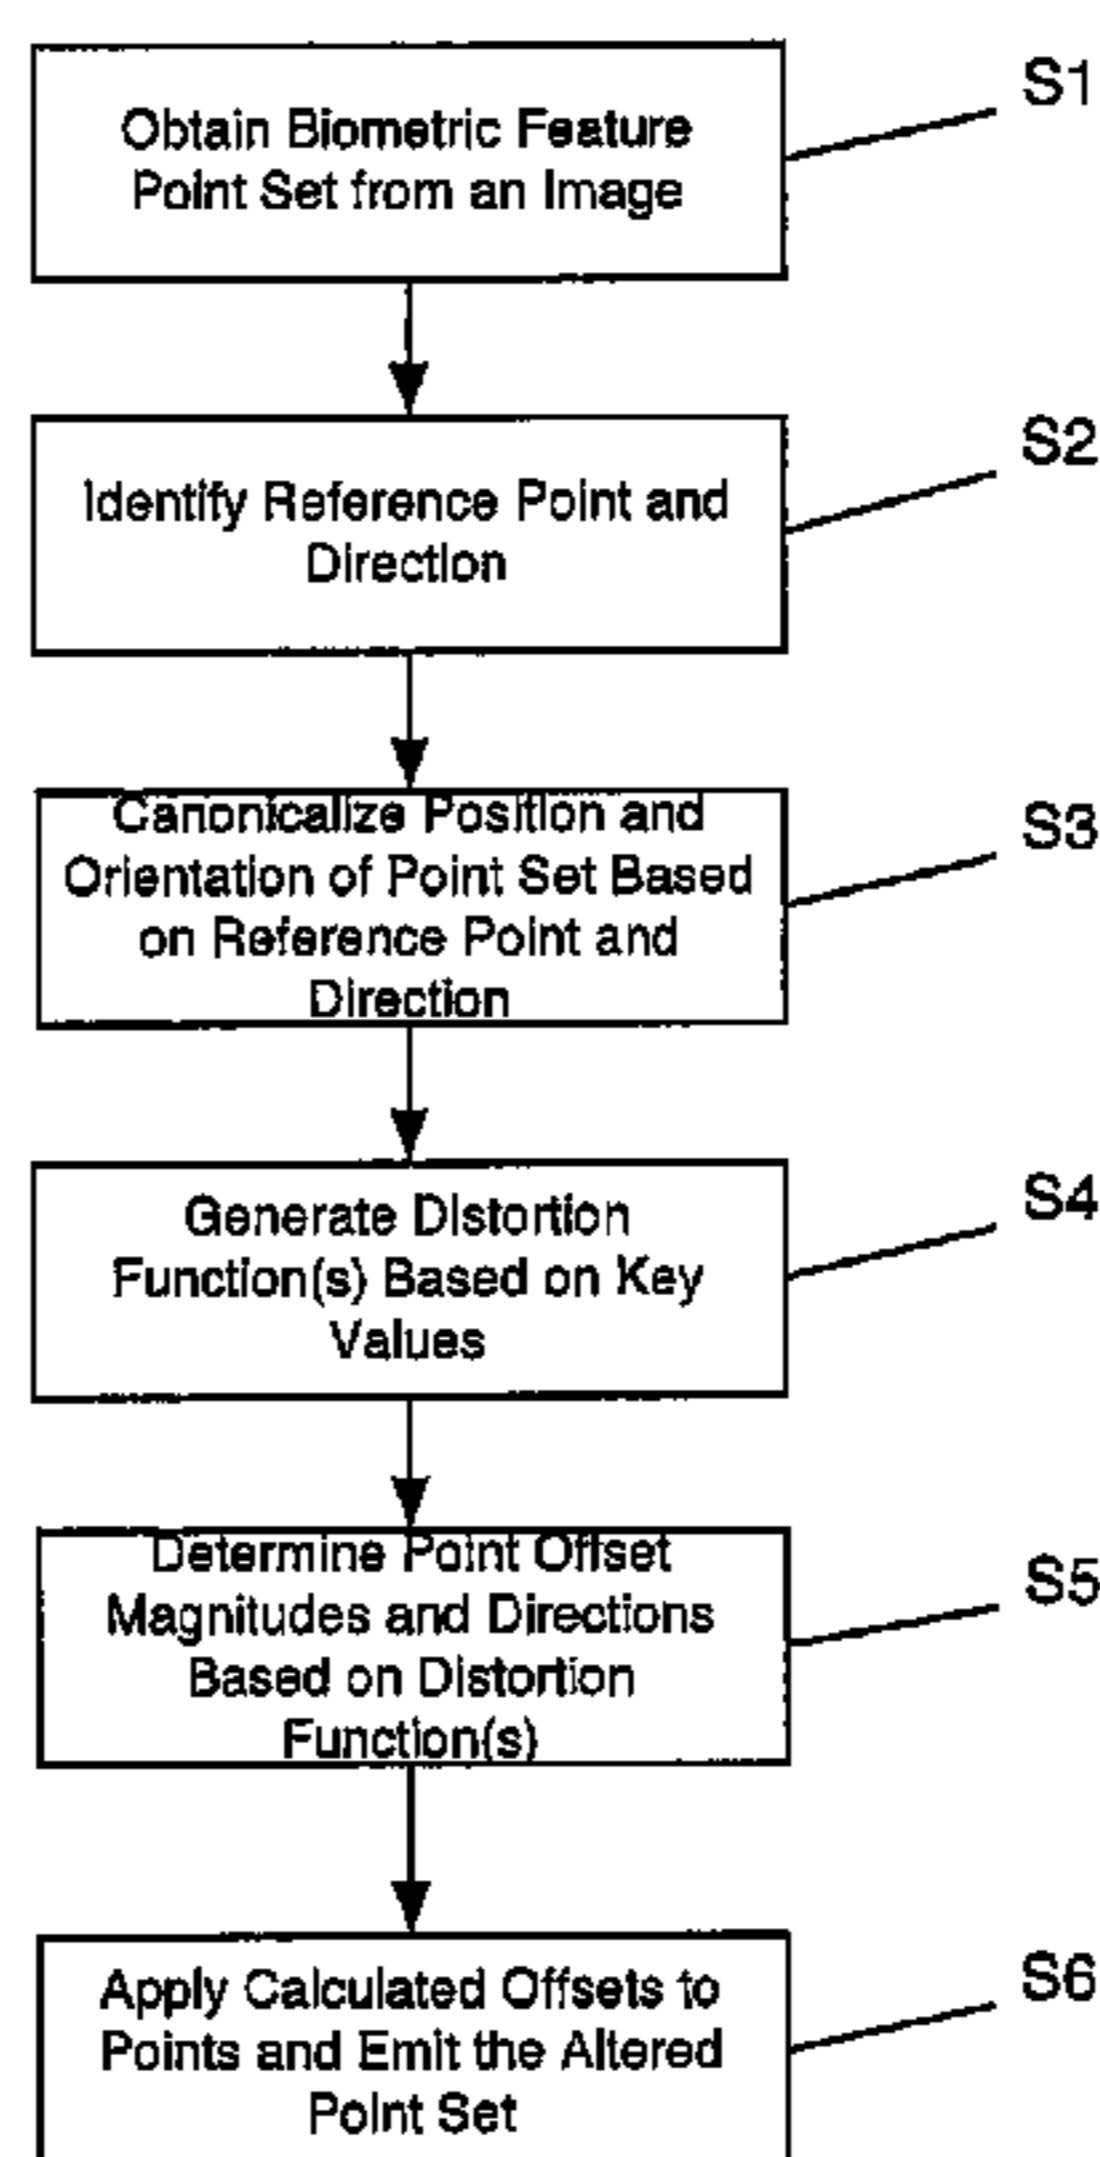 Obtain Biometric Feature
Point Set from an Image
S1
Identify Reference Point and
Direction
S2
Canonicalize Position and
Orientation of Point Set Based
on Reference Point and
Direction
S3
Generate Distortion
Function(s) Based on Key
Values
S4
Determine Point Offset
Magnitudes and Directions
Based on Distortion
Function(s)
S5
Apply Calculated Offsets to
Points and Emit the Altered
Point Set
S6